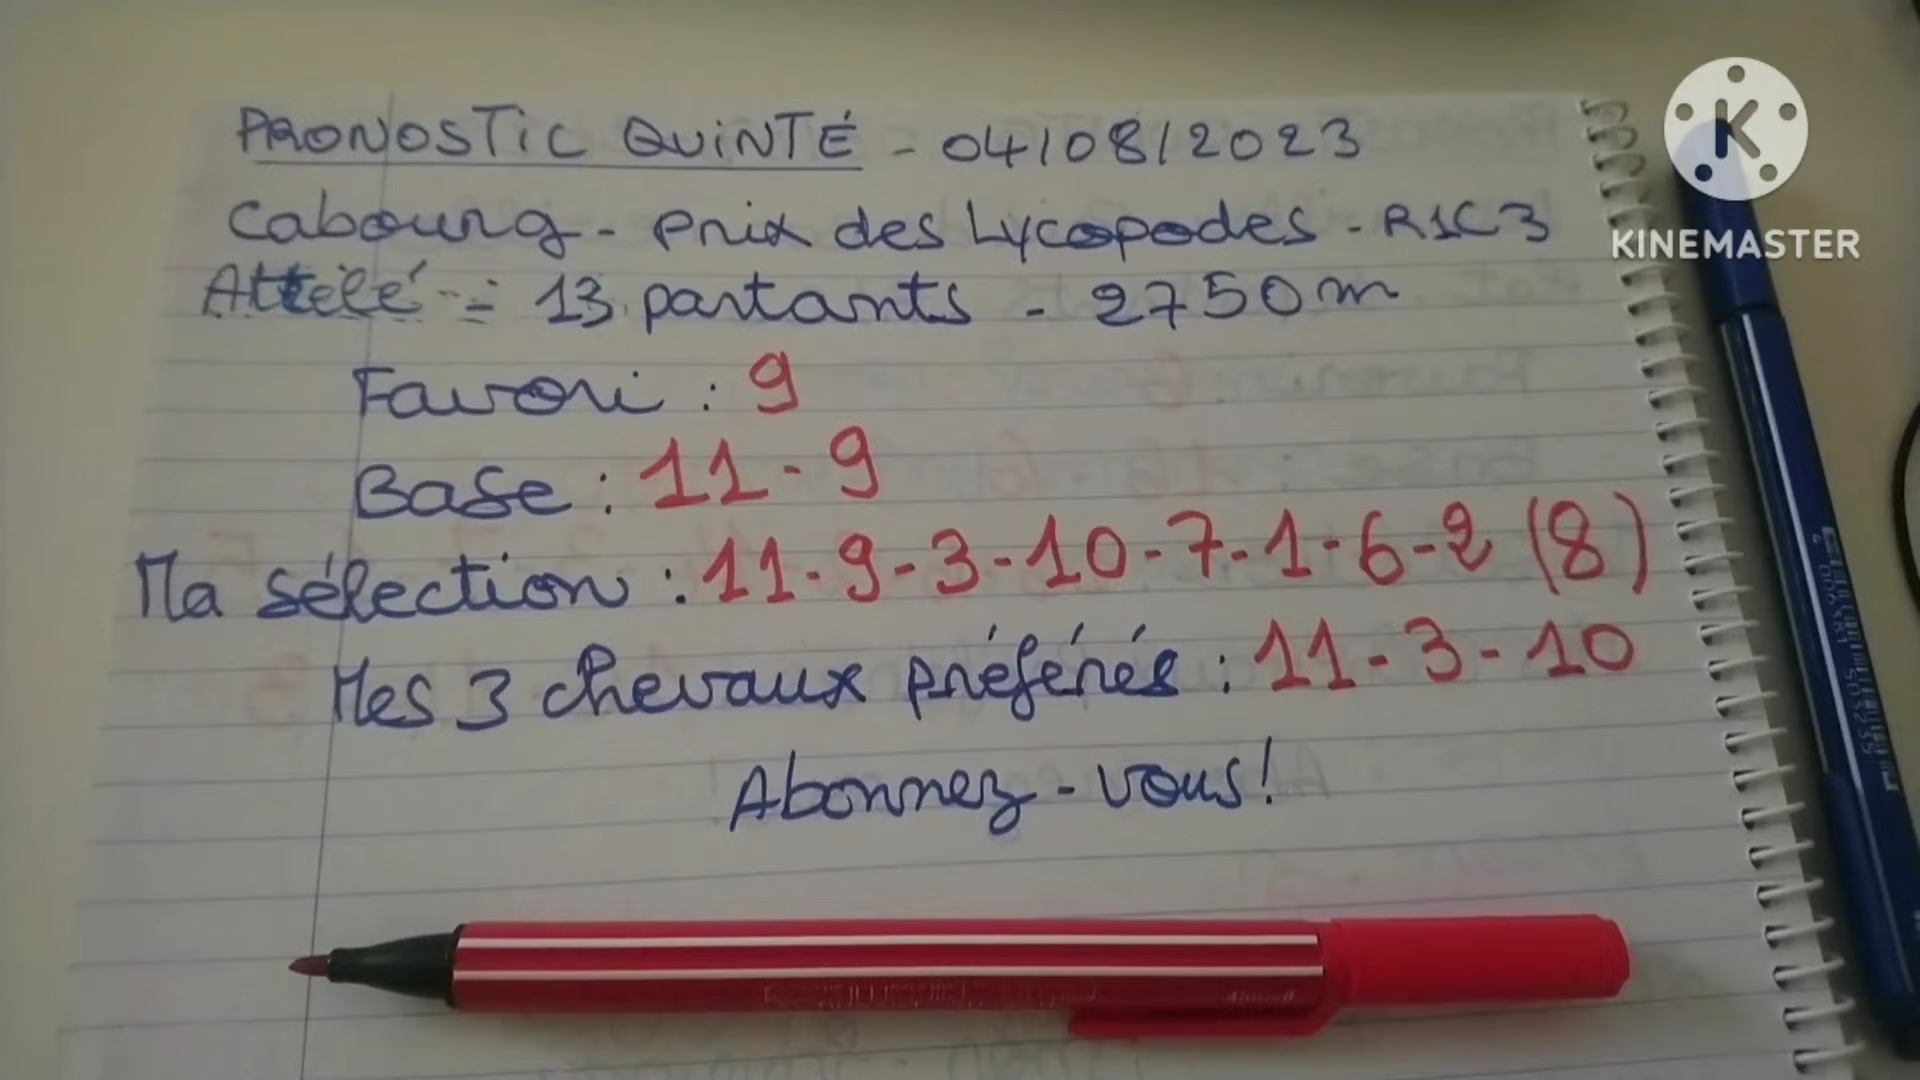 PRONOSTIC QUINTÉ - 04/08/2023
Cabourg - Prix des Lycopodes - R1C3
Attelé - 13 partants - 2750m
Favori : 9
Base : 11 - 9
Ma sélection : 11 - 9 - 3 - 10 - 7 - 1 - 6 - 2 (8)
Mes 3 chevaux préférés : 11 - 3 - 10
Abonnez-vous!
KINEMASTER